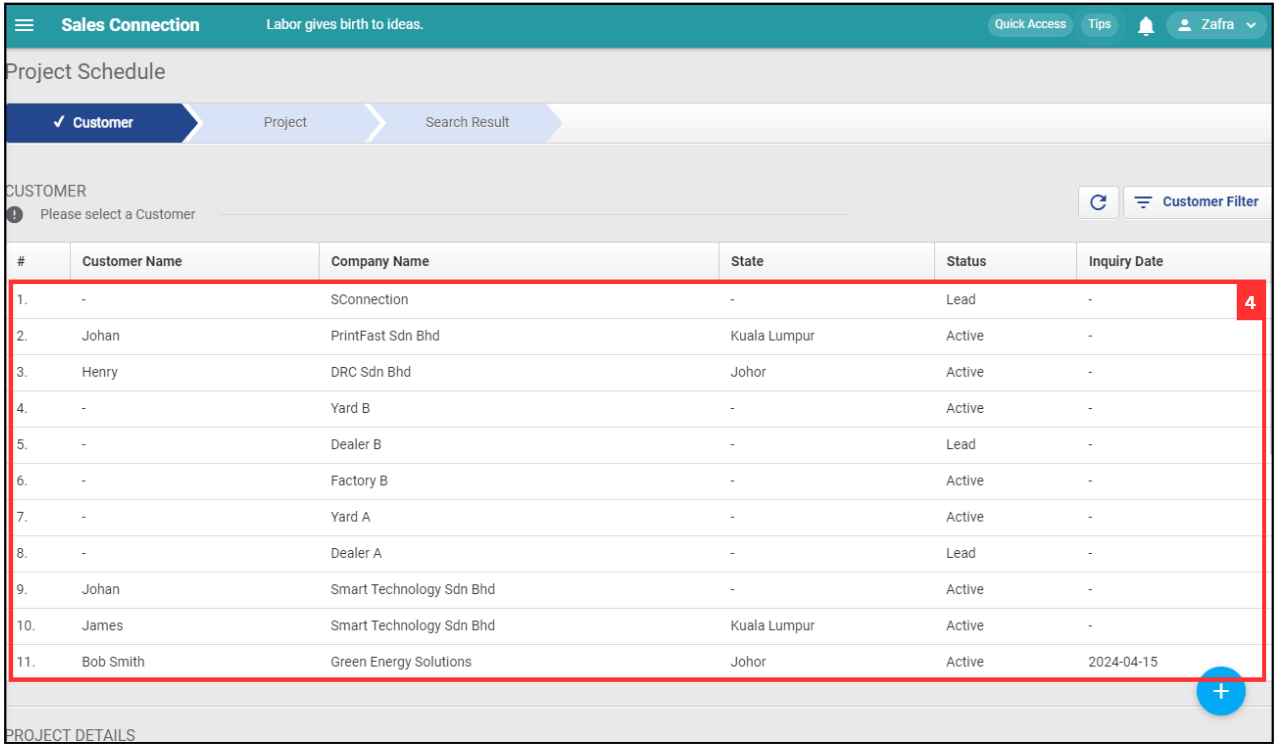 Sales Connection Labor gives birth to ideas. Quick Access Tips Zafra
Project Schedule
Customer Project Search Result
CUSTOMER
Please select a Customer Customer Filter
# Customer Name Company Name State Status Inquiry Date
1. - SConnection - Lead - 4
2. Johan PrintFast Sdn Bhd Kuala Lumpur Active -
3. Henry DRC Sdn Bhd Johor Active -
4. - Yard B - Active -
5. - Dealer B - Lead -
6. - Factory B - Active -
7. - Yard A - Active -
8. - Dealer A - Lead -
9. Johan Smart Technology Sdn Bhd - Active -
10. James Smart Technology Sdn Bhd Kuala Lumpur Active -
11. Bob Smith Green Energy Solutions Johor Active 2024-04-15
PROJECT DETAILS